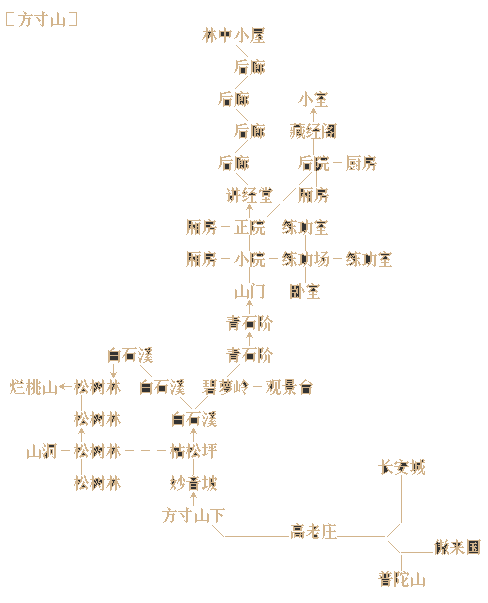 ［方寸山］
林中小屋
后廊
后廊 小室
后廊 藏经阁
后廊 后院－厨房
讲经堂 厢房
厢房－正院 练功室
厢房－小院－练功场－练功室
山门 卧室
青石阶
白石溪 青石阶
烂桃山 松树林 白石溪 碧萝岭－观景台
松树林 白石溪
山洞－松树林－－－枯松坪 长安城
松树林 妙音坡
方寸山下
高老庄
傲来国
普陀山